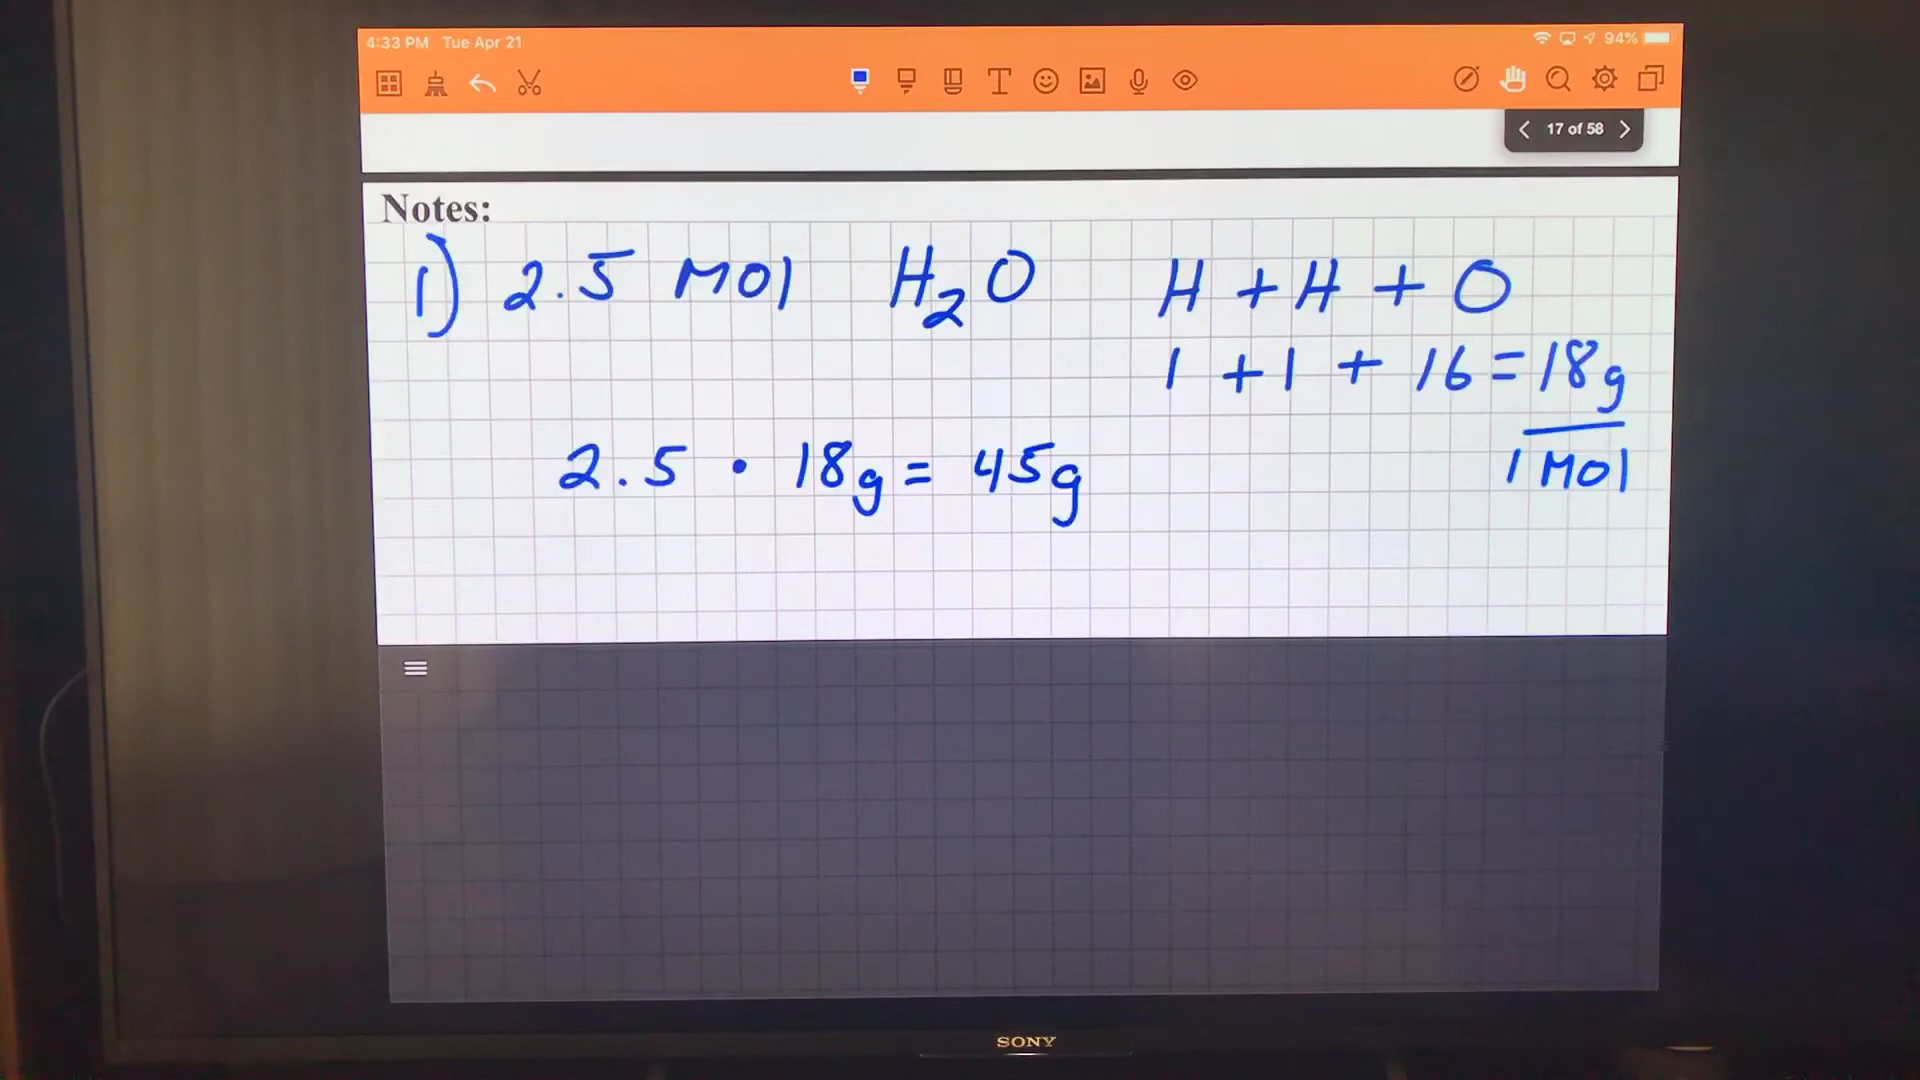 4:33 PM Tue Apr 21 94%
17 of 58
Notes:
1) 2.5 MOl H₂O H + H + O
1 + 1 + 16 = 18g
1 MOl
2.5 · 18g = 45g
SONY